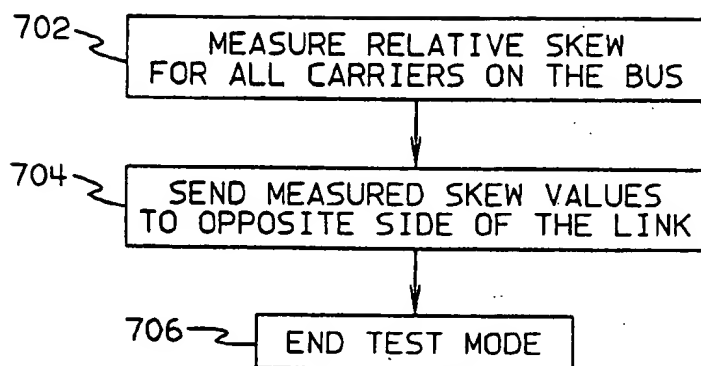 702
MEASURE RELATIVE SKEW
FOR ALL CARRIERS ON THE BUS
704
SEND MEASURED SKEW VALUES
TO OPPOSITE SIDE OF THE LINK
706
END TEST MODE